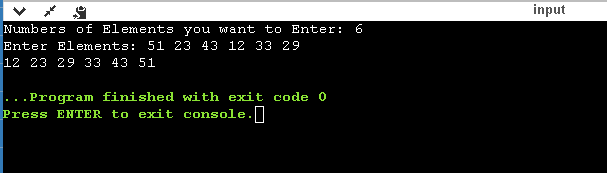 input
Numbers of Elements you want to Enter: 6
Enter Elements: 51 23 43 12 33 29
12 23 29 33 43 51
...Program finished with exit code 0
Press ENTER to exit console.